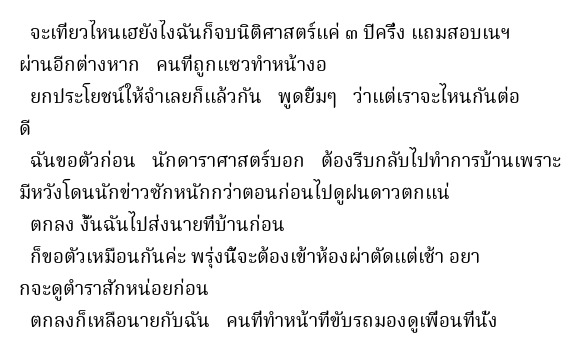 จะเที่ยวไหนเฮยังไงฉันก็จบนิติศาสตร์แค่ ๓ ปีครึ่ง แถมสอบเนฯ
ผ่านอีกต่างหาก คนที่ถูกแซวทำหน้างอ
ยกประโยชน์ให้จำเลยก็แล้วกัน พูดยิ้มๆ ว่าแต่เราจะไหนกันต่อ
ดี
ฉันขอตัวก่อน นักดาราศาสตร์บอก ต้องรีบกลับไปทำการบ้านเพราะ
มีหวังโดนนักข่าวซักหนักกว่าตอนก่อนไปดูฝนดาวตกแน่
ตกลง งั้นฉันไปส่งนายที่บ้านก่อน
ก็ขอตัวเหมือนกันค่ะ พรุ่งนี้จะต้องเข้าห้องผ่าตัดแต่เช้า อยา
กจะดูตำราสักหน่อยก่อน
ตกลงก็เหลือนายกับฉัน คนที่ทำหน้าที่ขับรถมองดูเพื่อนที่นั่ง